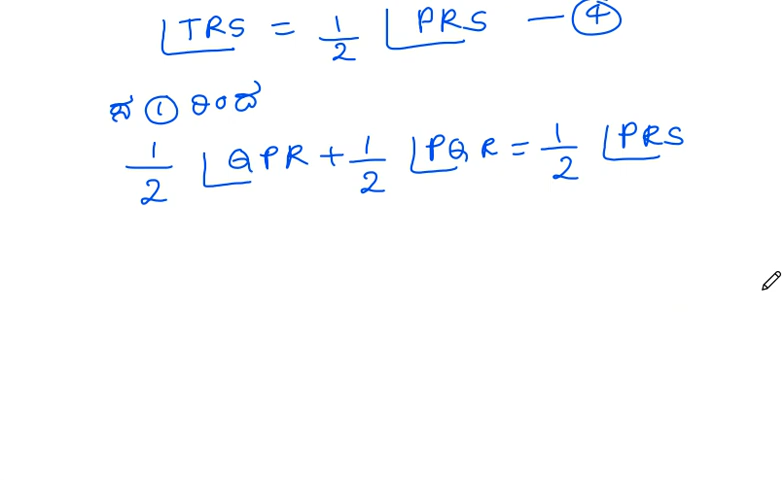 ∠TRS = 1/2 ∠PRS — ④
ಸ ① ರಿಂದ
1/2 ∠QPR + 1/2 ∠PQR = 1/2 ∠PRS